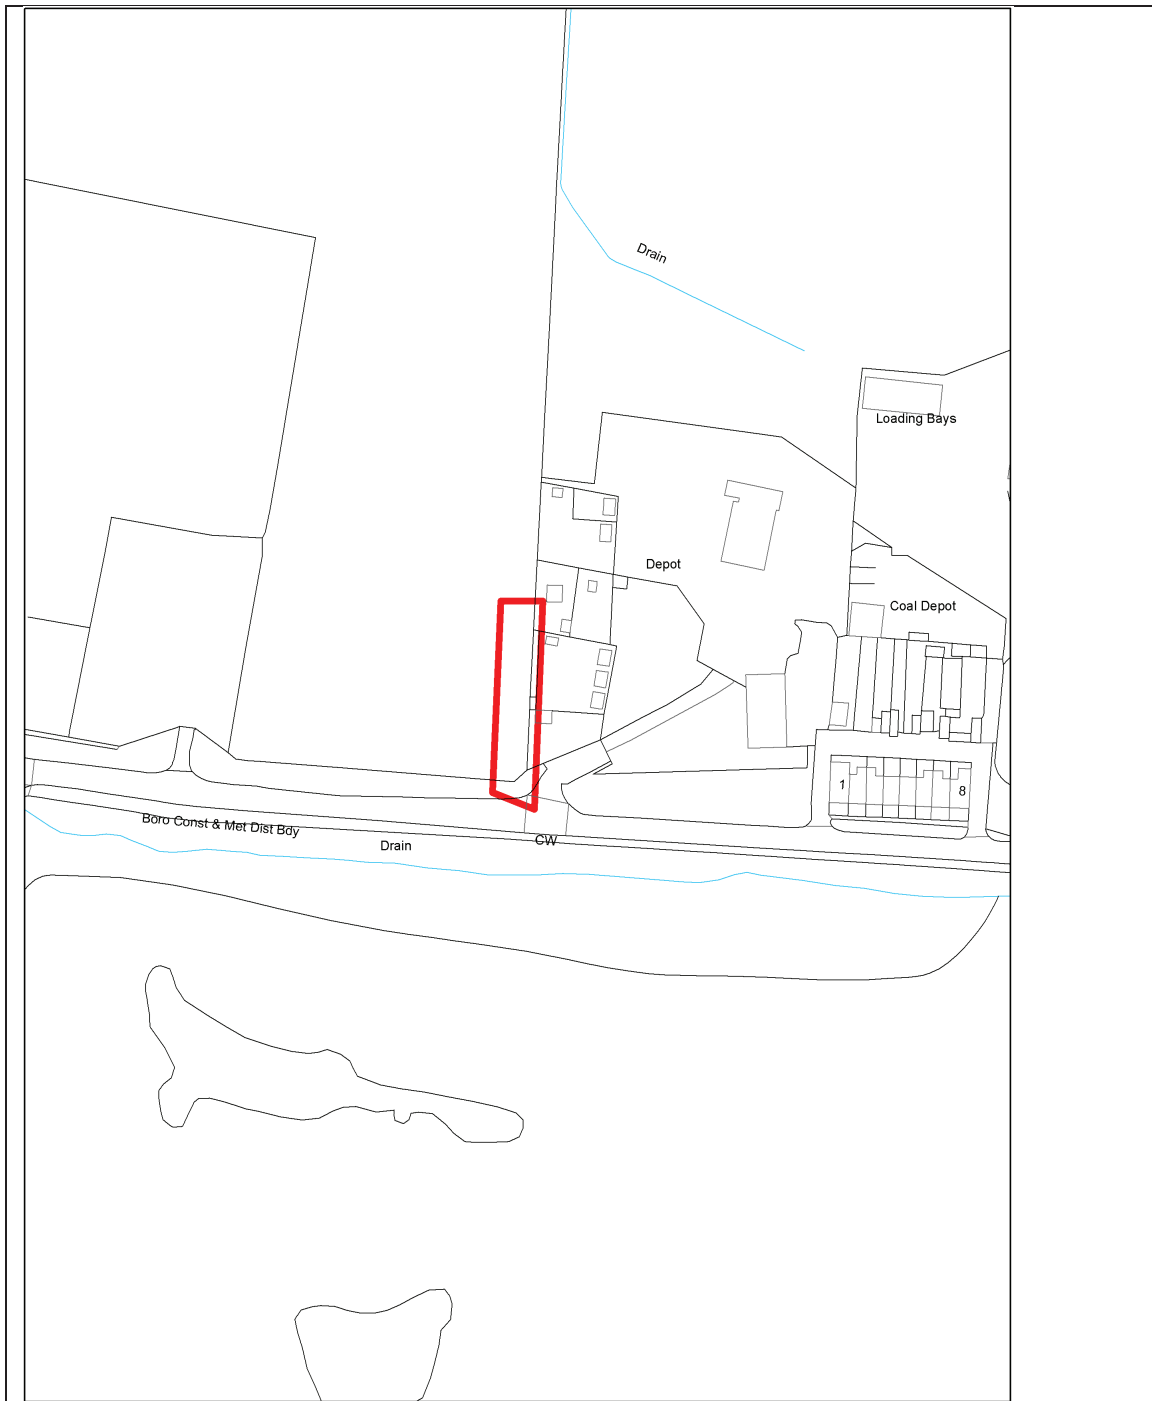 Drain
Loading Bays
Depot
Coal Depot
1
8
Boro Const & Met Dist Bdy
Drain
CW